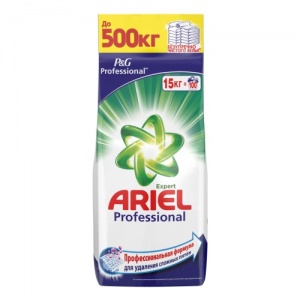 До
500кг
P&G
Professional
15кг=
100
Expert
ARIEL
Professional
Профессиональная формула
для удаления сложных пятен